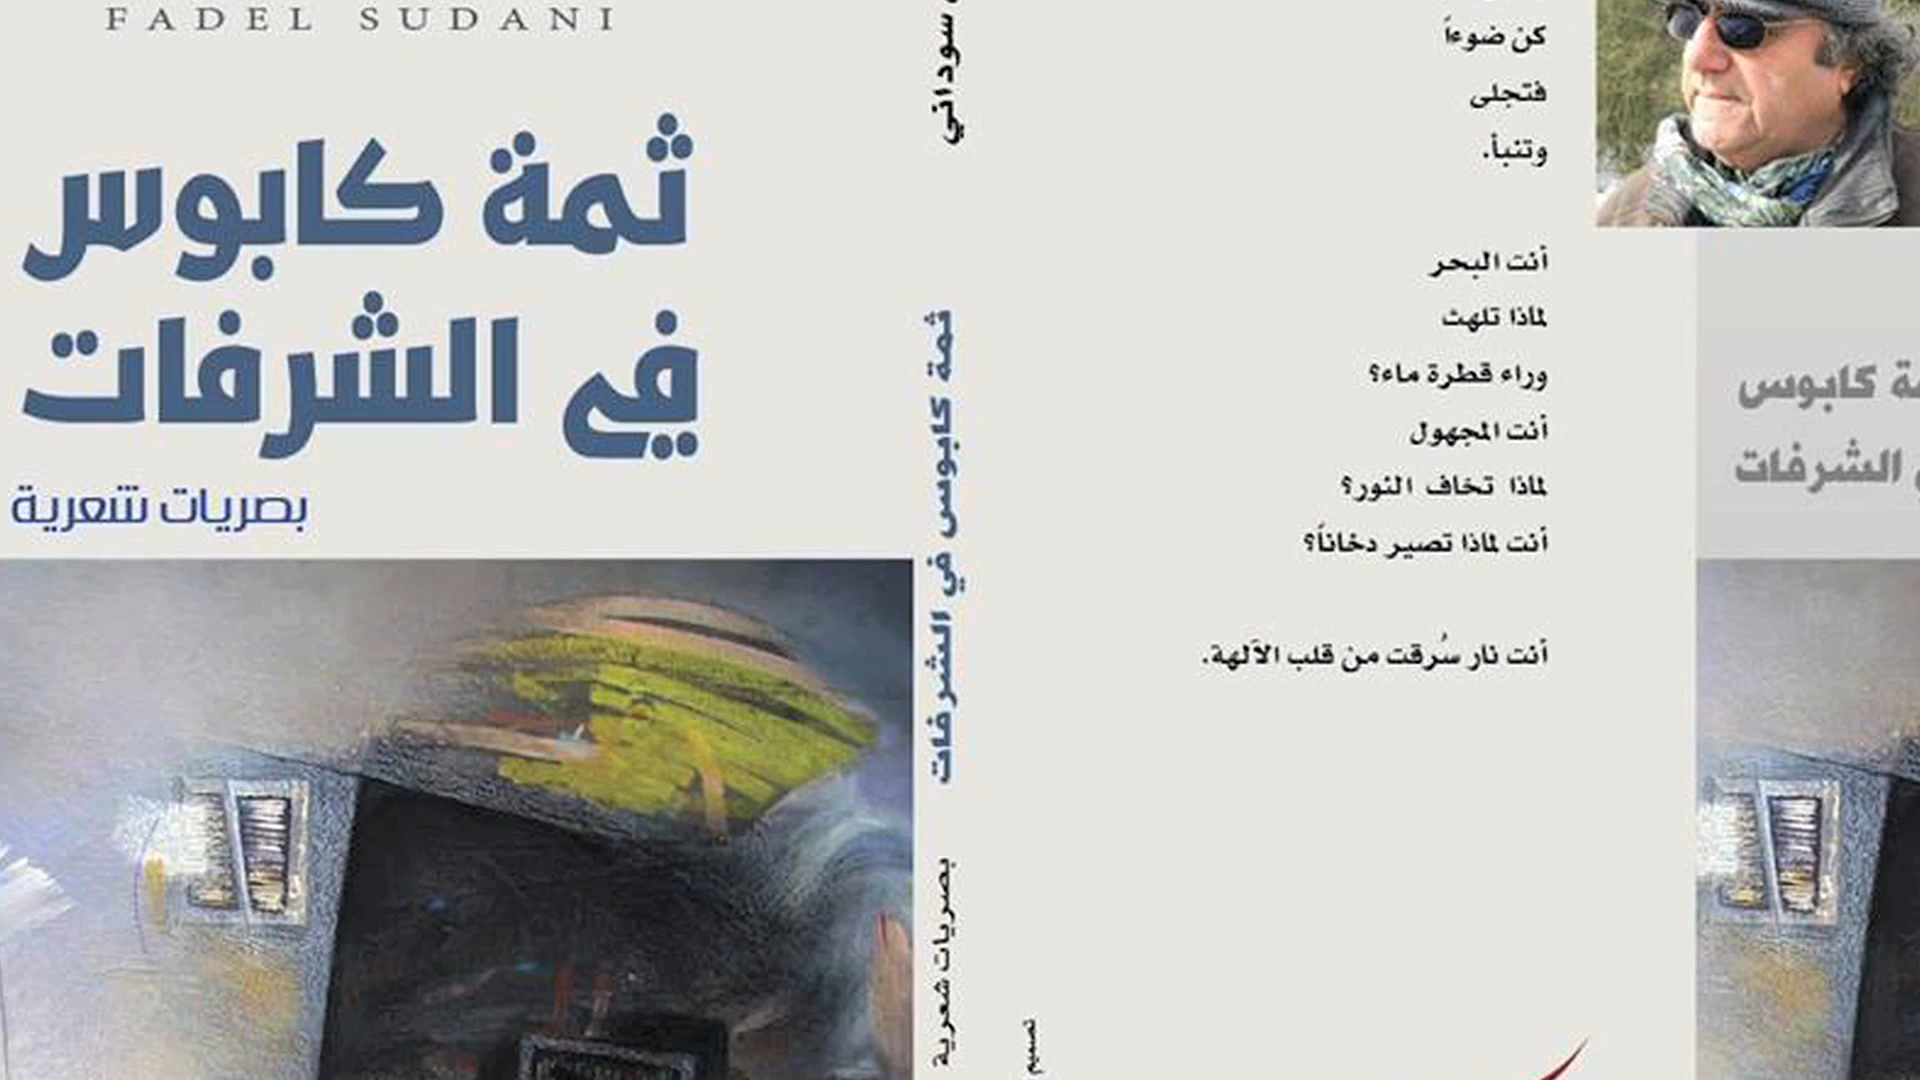 FADEL SUDANI
ثمة كابوس
في الشرفات
بصريات شعرية
سوداني
ثمة كابوس في الشرفات
بصريات شعرية
كن ضوءاً
فتجلى
وتنبأ.
أنت البحر
لماذا تلهث
وراء قطرة ماء؟
أنت المجهول
لماذا تخاف النور؟
أنت لماذا تصير دخاناً؟
أنت نار سُرقت من قلب الآلهة.
تصميم
كابوس
الشرفات